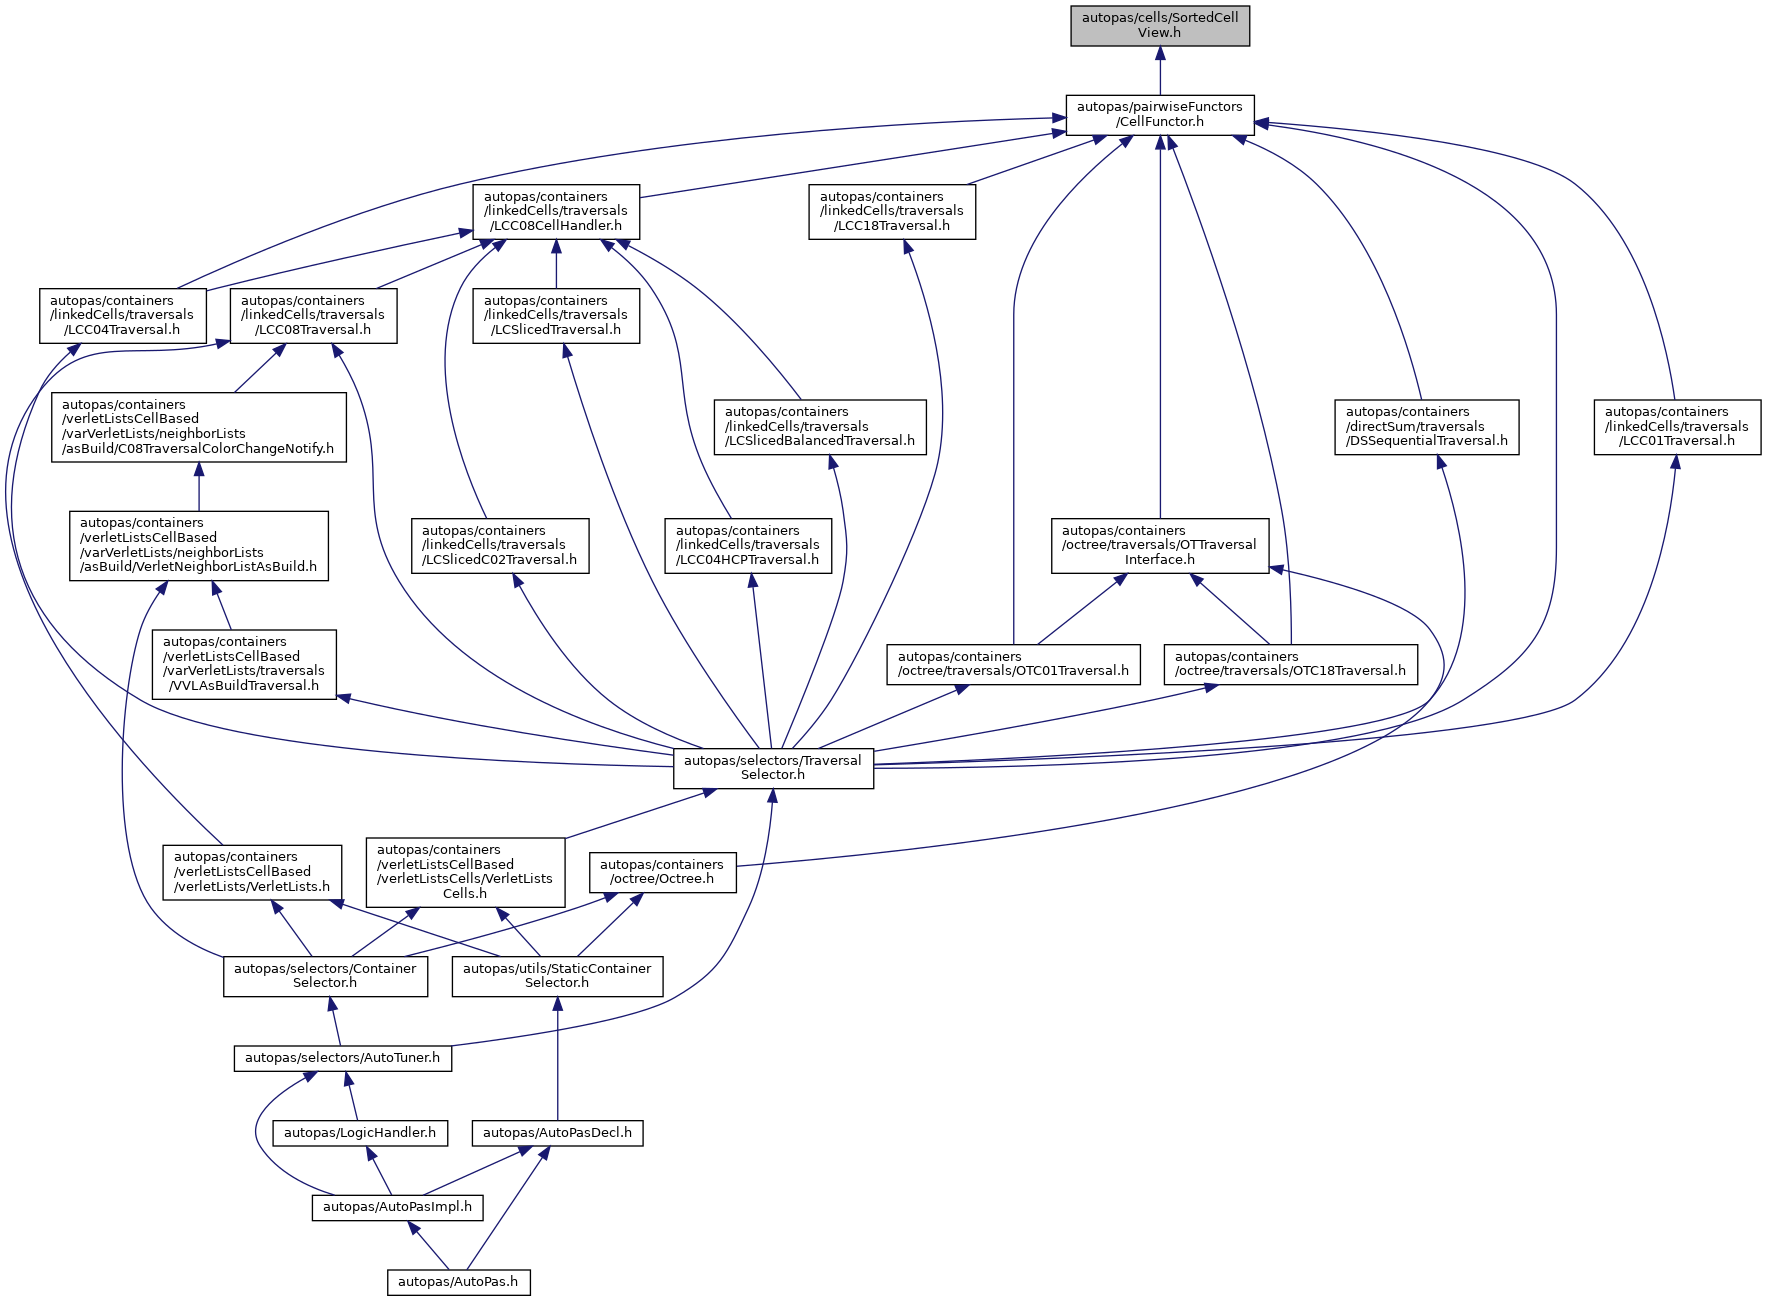 autopas/cells/SortedCell
View.h
autopas/pairwiseFunctors
/CellFunctor.h
autopas/containers
/linkedCells/traversals
/LCC08CellHandler.h
autopas/containers
/linkedCells/traversals
/LCC18Traversal.h
autopas/containers
/linkedCells/traversals
/LCC04Traversal.h
autopas/containers
/linkedCells/traversals
/LCC08Traversal.h
autopas/containers
/linkedCells/traversals
/LCSlicedTraversal.h
autopas/containers
/verletListsCellBased
/varVerletLists/neighborLists
/asBuild/C08TraversalColorChangeNotify.h
autopas/containers
/linkedCells/traversals
/LCSlicedBalancedTraversal.h
autopas/containers
/directSum/traversals
/DSSequentialTraversal.h
autopas/containers
/linkedCells/traversals
/LCC01Traversal.h
autopas/containers
/verletListsCellBased
/varVerletLists/neighborLists
/asBuild/VerletNeighborListAsBuild.h
autopas/containers
/linkedCells/traversals
/LCSlicedC02Traversal.h
autopas/containers
/linkedCells/traversals
/LCC04HCPTraversal.h
autopas/containers
/octree/traversals/OTTraversal
Interface.h
autopas/containers
/verletListsCellBased
/varVerletLists/traversals
/VVLAsBuildTraversal.h
autopas/containers
/octree/traversals/OTC01Traversal.h
autopas/containers
/octree/traversals/OTC18Traversal.h
autopas/selectors/Traversal
Selector.h
autopas/containers
/verletListsCellBased
/verletLists/VerletLists.h
autopas/containers
/verletListsCellBased
/verletListsCells/VerletLists
Cells.h
autopas/containers
/octree/Octree.h
autopas/selectors/Container
Selector.h
autopas/utils/StaticContainer
Selector.h
autopas/selectors/AutoTuner.h
autopas/LogicHandler.h
autopas/AutoPasDecl.h
autopas/AutoPasImpl.h
autopas/AutoPas.h